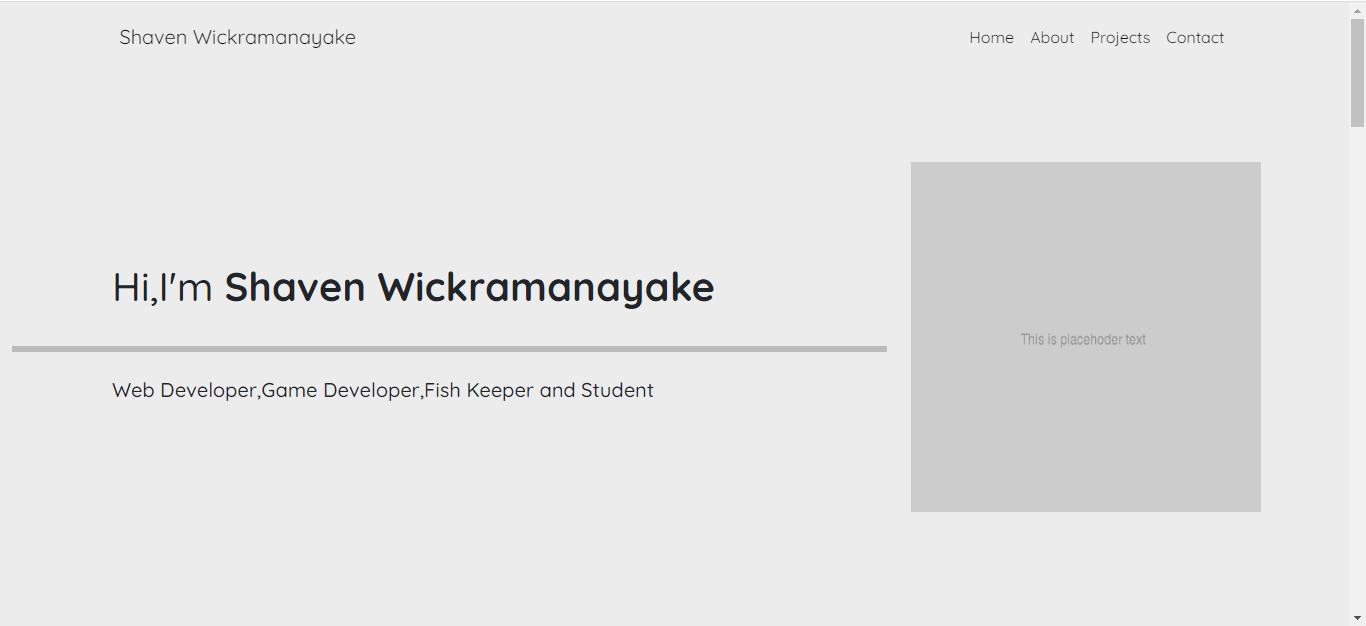 Shaven Wickramanayake
Home About Projects Contact
Hi,I'm Shaven Wickramanayake
This is placehoder text
Web Developer,Game Developer,Fish Keeper and Student